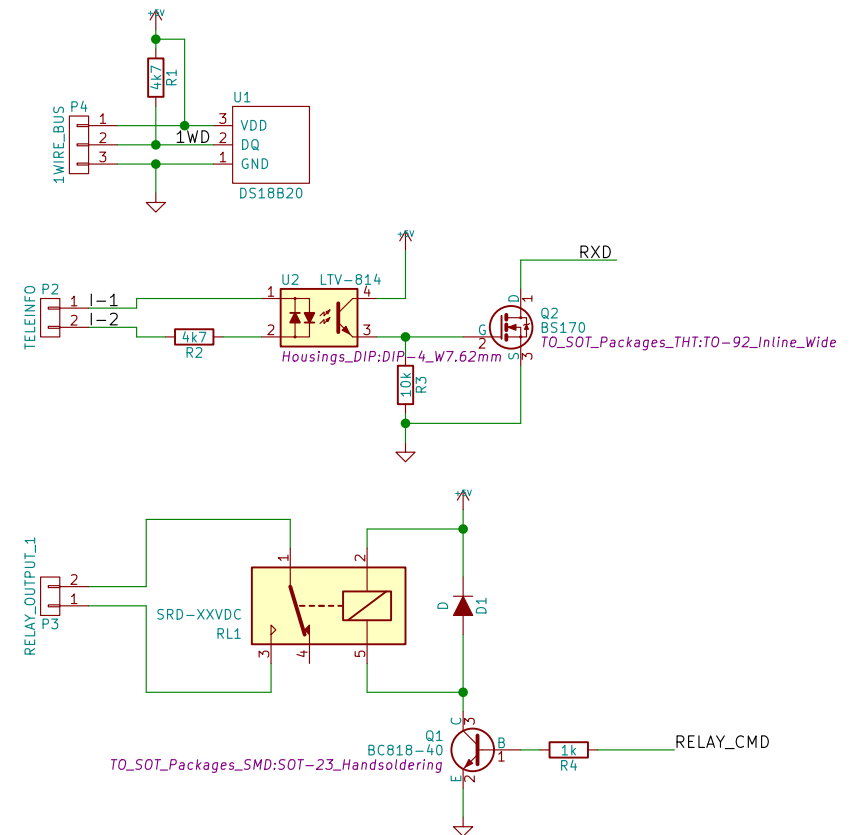 +5V
4k7
R1
P4
1WIRE_BUS
1
2
3
1WD
U1
3
2
1
VDD
DQ
GND
DS18B20
+5V
RXD
P2
TELEINFO
1
2
I-1
I-2
4k7
R2
U2
LTV-814
1
2
4
3
Housings_DIP:DIP-4_W7.62mm
10k
R3
D
1
G
2
S
3
Q2
BS170
TO_SOT_Packages_THT:TO-92_Inline_Wide
+5V
RELAY_OUTPUT_1
2
1
P3
1
2
SRD-XXVDC
RL1
3
4
5
D
D1
Q1
BC818-40
TO_SOT_Packages_SMD:SOT-23_Handsoldering
C
3
B
1
E
2
1k
R4
RELAY_CMD